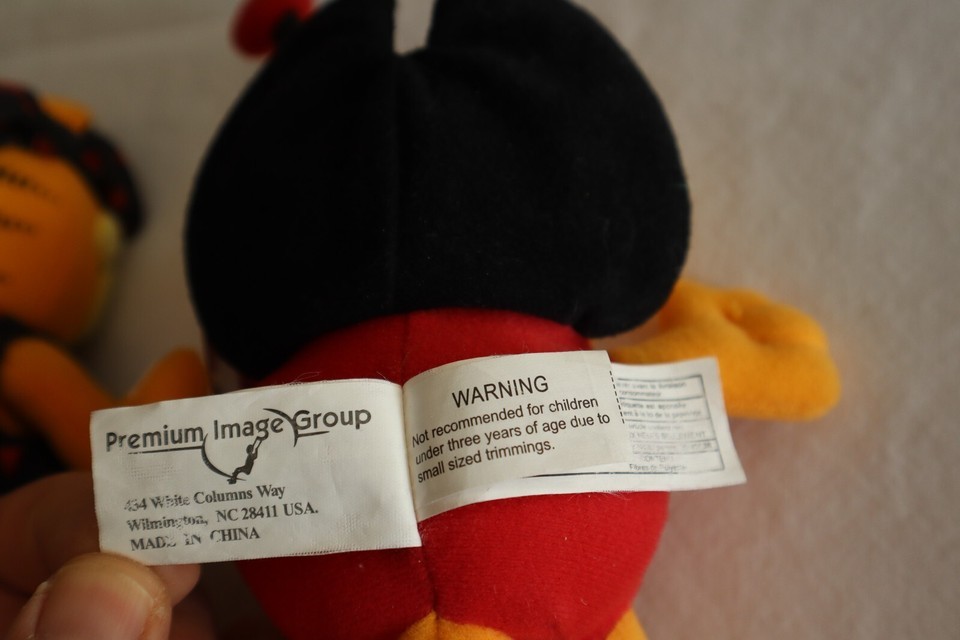 Premium Image Group
434 White Columns Way
Wilmington, NC 28411 USA.
MADE IN CHINA
WARNING
Not recommended for children
under three years of age due to
small sized trimmings.